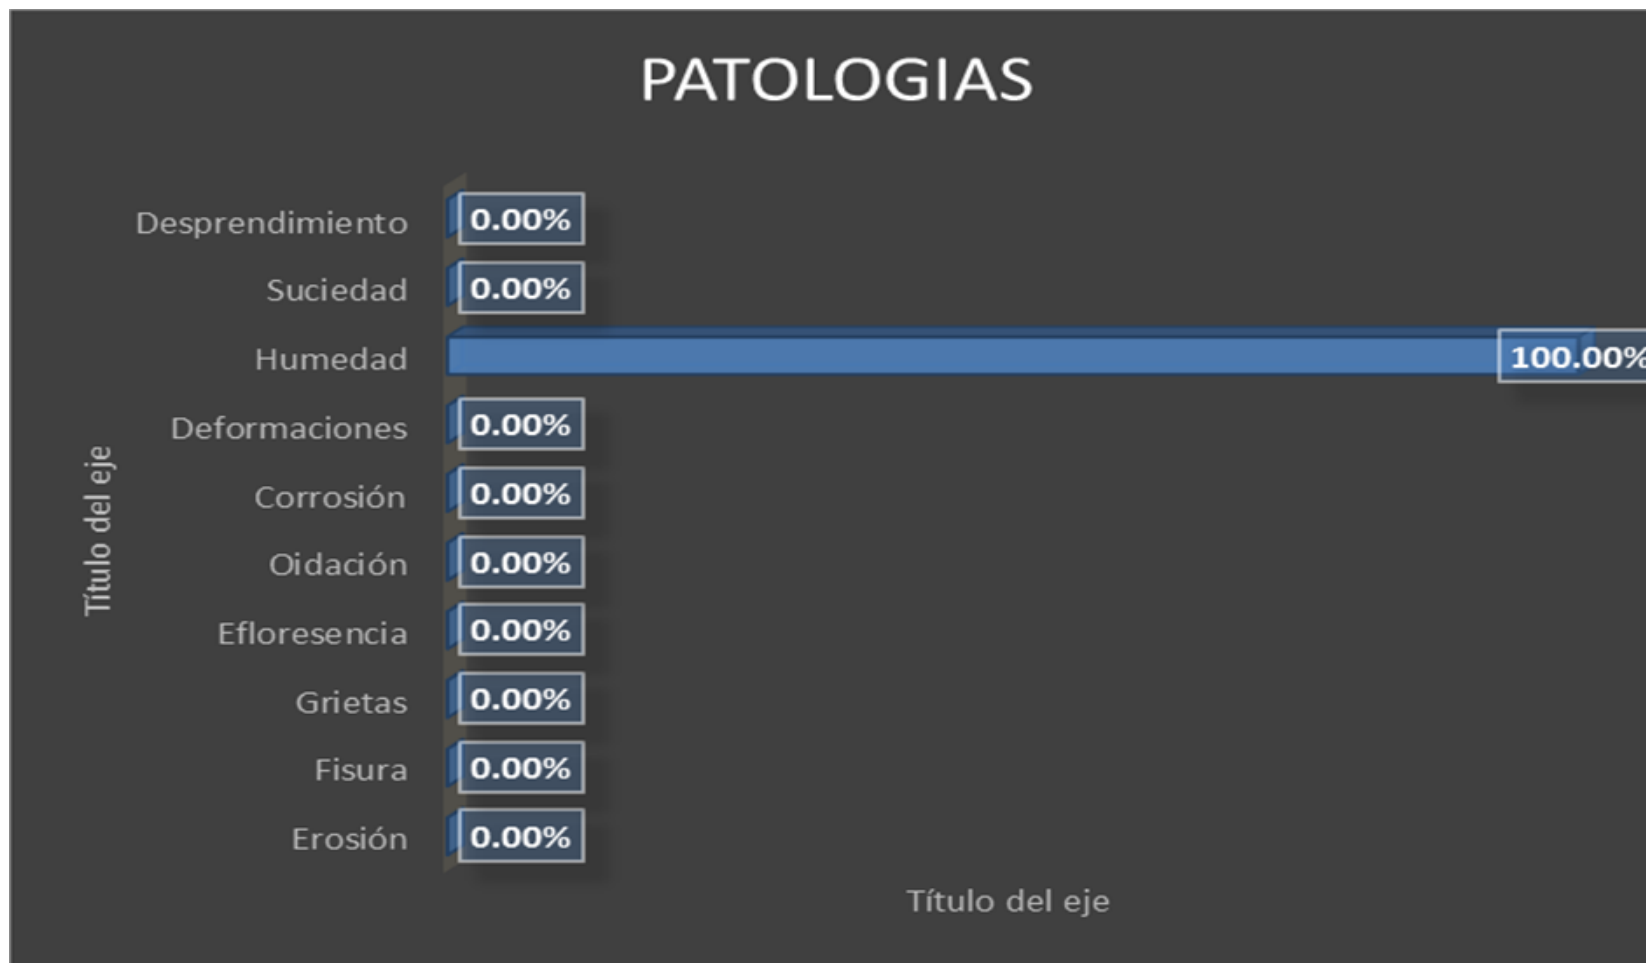 PATOLOGIAS
Desprendimiento 0.00%
Suciedad 0.00%
Humedad 100.00%
Deformaciones 0.00%
Corrosión 0.00%
Oidación 0.00%
Efloresencia 0.00%
Grietas 0.00%
Fisura 0.00%
Erosión 0.00%
Título del eje
Título del eje